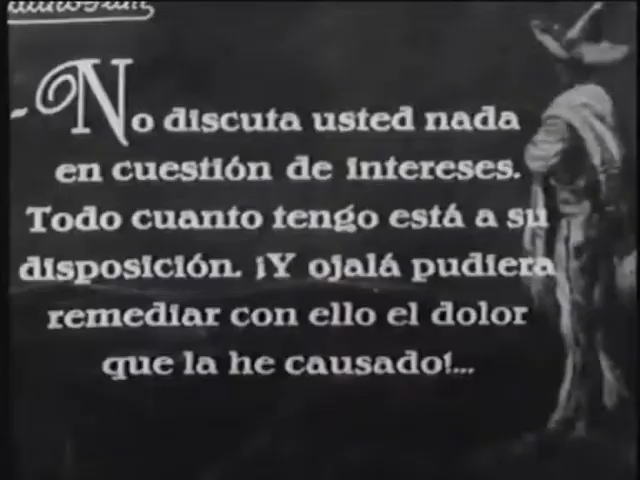 -No discuta usted nada
en cuestión de intereses.
Todo cuanto tengo está a su
disposición. ¡Y ojalá pudiera
remediar con ello el dolor
que la he causado!...